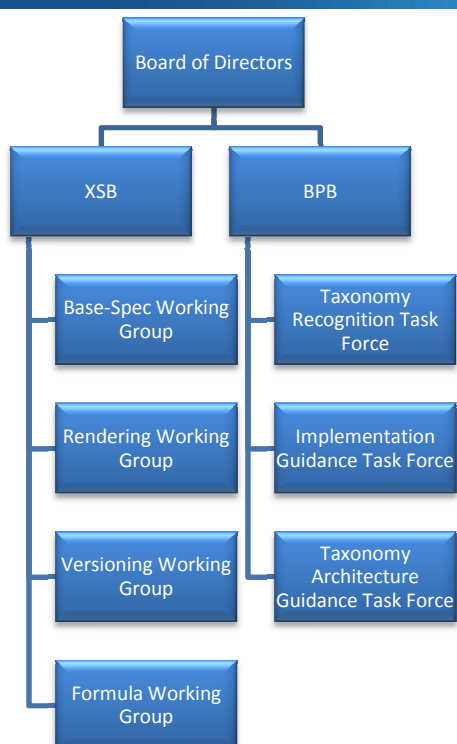 Board of Directors
XSB
BPB
Base-Spec Working
Group
Taxonomy
Recognition Task
Force
Rendering Working
Group
Implementation
Guidance Task Force
Versioning Working
Group
Taxonomy
Architecture
Guidance Task Force
Formula Working
Group